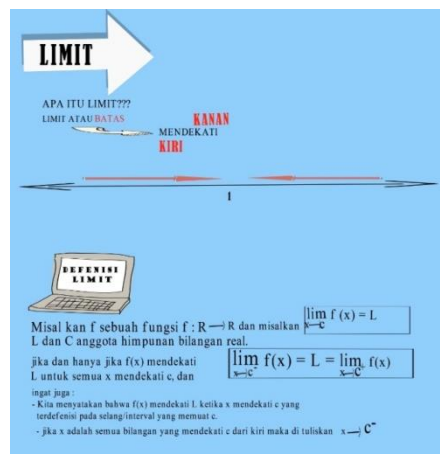 LIMIT
APA ITU LIMIT???
LIMIT ATAU BATAS
KANAN
MENDEKATI
KIRI
1
DEFENISI
LIMIT
Misal kan f sebuah fungsi f : R → R dan misalkan
lim f (x) = L
x→c
L dan C anggota himpunan bilangan real.
jika dan hanya jika f(x) mendekati
L untuk semua x mendekati c, dan
lim f(x) = L = lim f(x)
x→c⁻ x→c
ingat juga :
- Kita menyatakan bahwa f(x) mendekati L ketika x mendekati c yang
terdefenisi pada selang/interval yang memuat c.
- jika x adalah semua bilangan yang mendekati c dari kiri maka di tuliskan x → c⁻